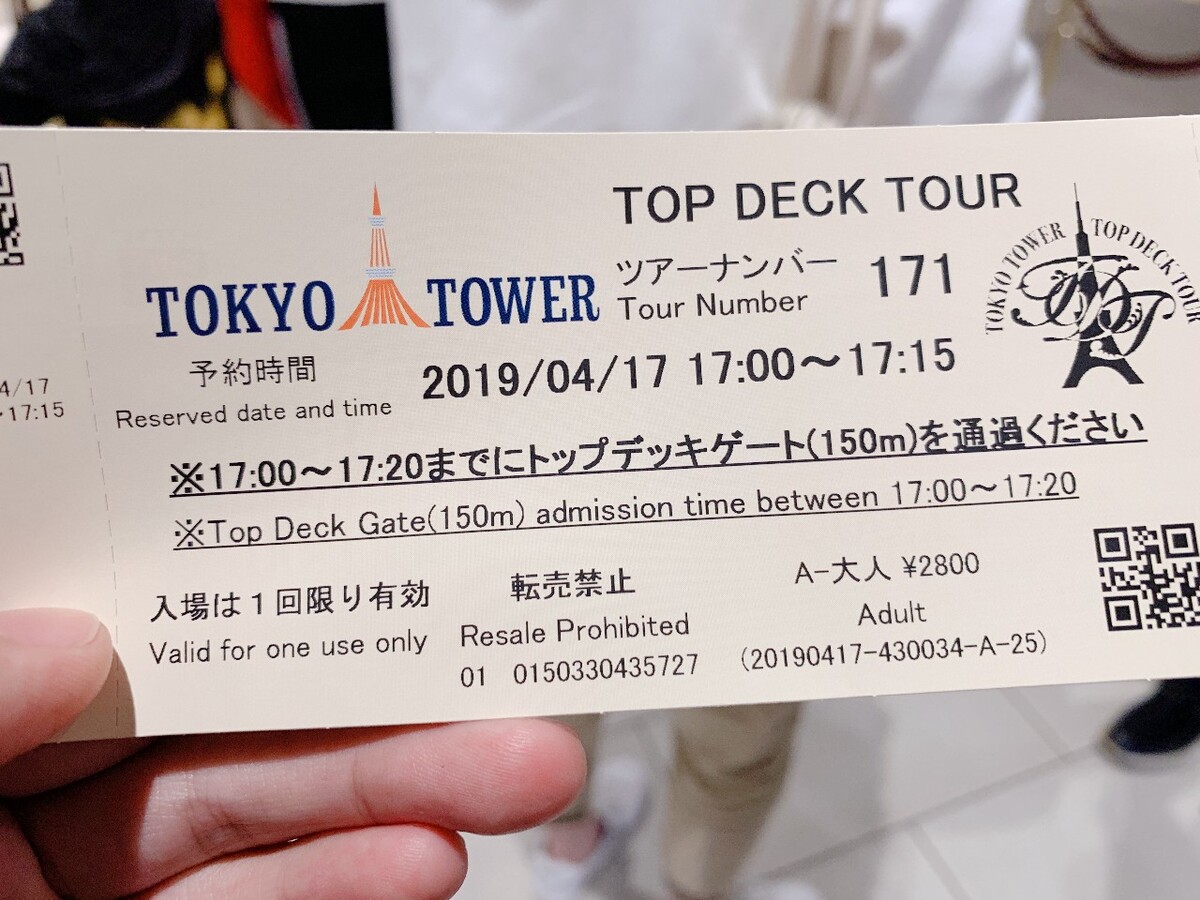 TOP DECK TOUR
TOKYO TOWER
ツアーナンバー 171
Tour Number
TOKYO TOWER TOP DECK TOUR
予約時間
Reserved date and time
2019/04/17 17:00～17:15
4/17
17:15
※17:00～17:20までにトップデッキゲート(150m)を通過ください
※Top Deck Gate(150m) admission time between 17:00～17:20
入場は1回限り有効
Valid for one use only
転売禁止
Resale Prohibited
01 0150330435727
A-大人 ¥2800
Adult
(20190417-430034-A-25)